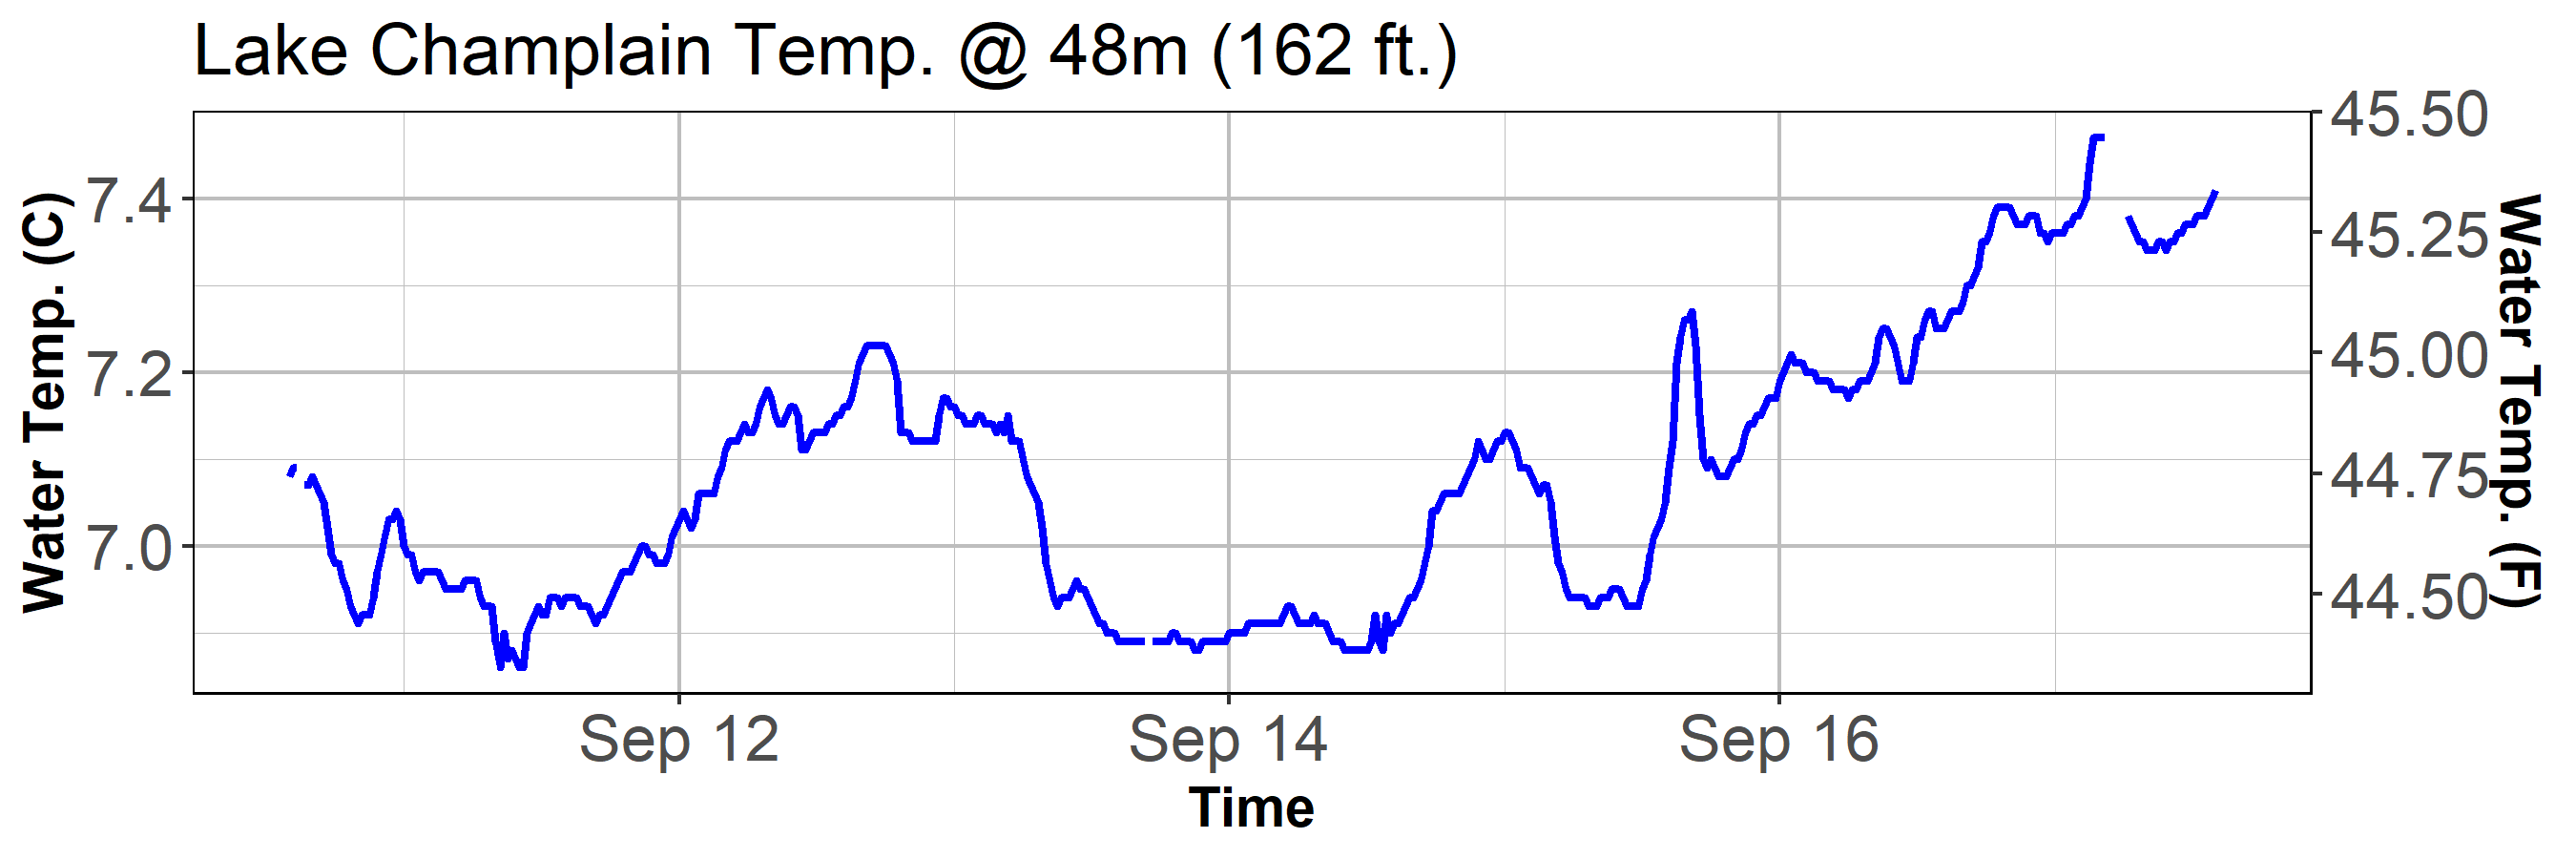 Lake Champlain Temp. @ 48m (162 ft.)
Water Temp. (C)
7.4
7.2
7.0
45.50
45.25
45.00
44.75
44.50
Water Temp. (F)
Sep 12
Sep 14
Sep 16
Time